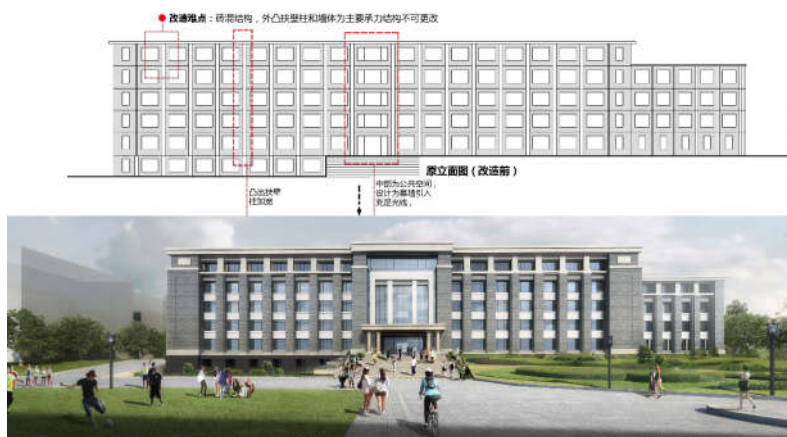 改造难点：砖混结构，外凸扶壁柱和墙体为主要承力结构不可更改
原立面图（改造前）
凸出扶壁
柱加宽
中部为公共空间，
设计为幕墙引入
充足光线。